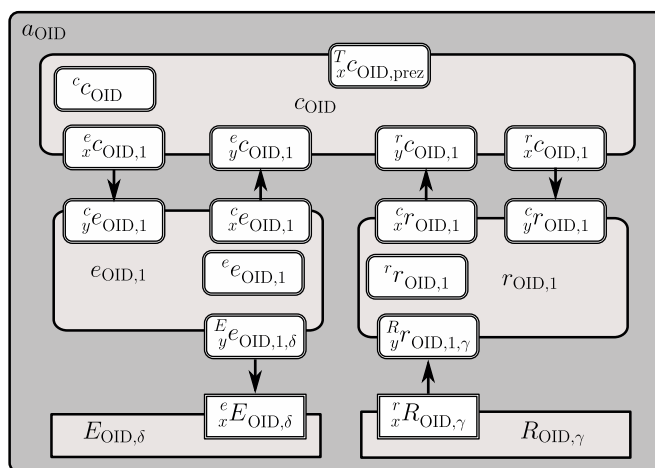 a_OID
^T_x c_OID,prez
^c c_OID
c_OID
^e_x c_OID,1 ^e_y c_OID,1 ^r_y c_OID,1 ^r_x c_OID,1
^c_y e_OID,1 ^c_x e_OID,1 ^c_x r_OID,1 ^c_y r_OID,1
e_OID,1 ^e e_OID,1 ^r r_OID,1 r_OID,1
^E_y e_OID,1,δ ^R_y r_OID,1,γ
^e_x E_OID,δ ^r_x R_OID,γ
E_OID,δ R_OID,γ